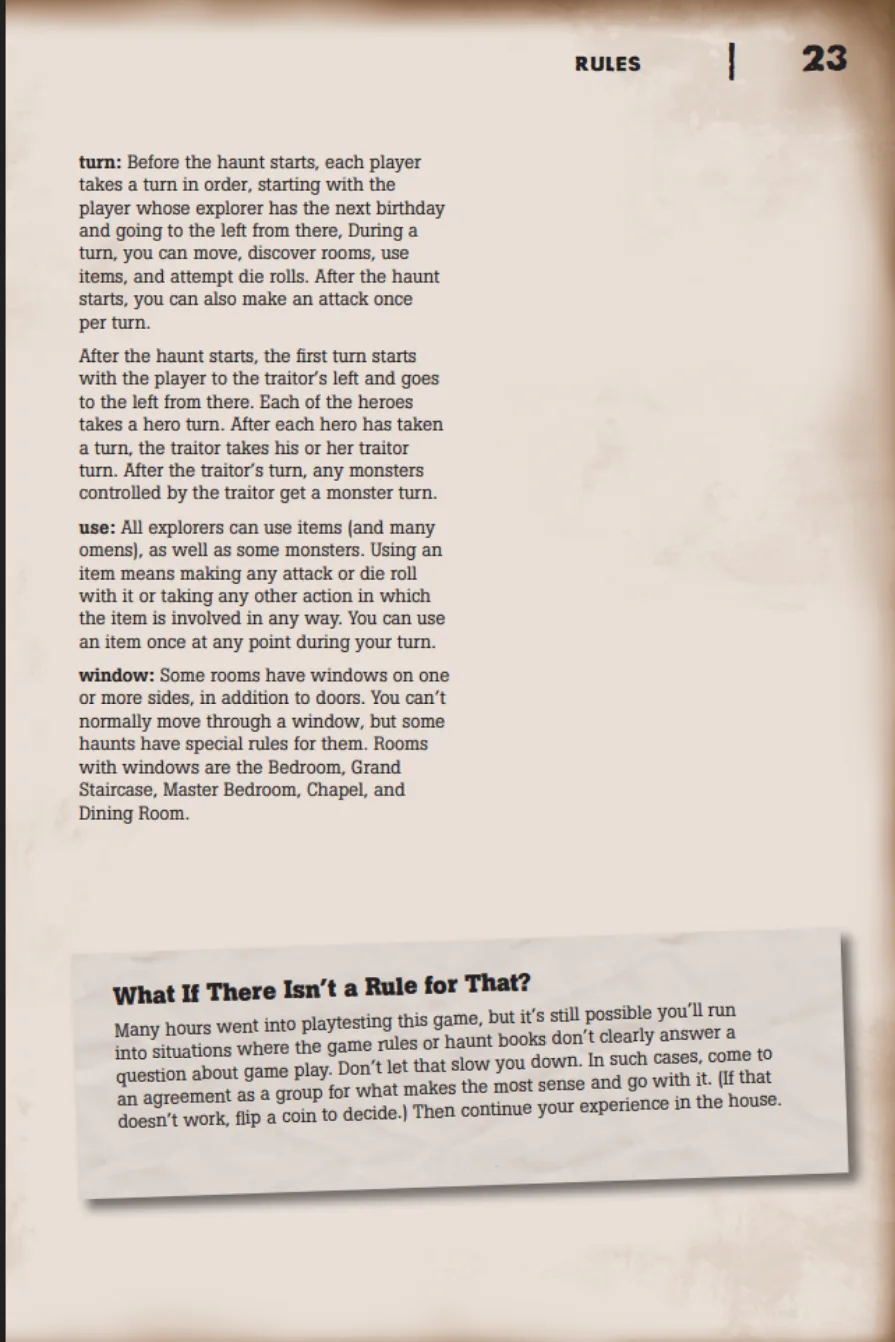 RULES | 23
turn: Before the haunt starts, each player
takes a turn in order, starting with the
player whose explorer has the next birthday
and going to the left from there, During a
turn, you can move, discover rooms, use
items, and attempt die rolls. After the haunt
starts, you can also make an attack once
per turn.
After the haunt starts, the first turn starts
with the player to the traitor's left and goes
to the left from there. Each of the heroes
takes a hero turn. After each hero has taken
a turn, the traitor takes his or her traitor
turn. After the traitor's turn, any monsters
controlled by the traitor get a monster turn.
use: All explorers can use items (and many
omens), as well as some monsters. Using an
item means making any attack or die roll
with it or taking any other action in which
the item is involved in any way. You can use
an item once at any point during your turn.
window: Some rooms have windows on one
or more sides, in addition to doors. You can't
normally move through a window, but some
haunts have special rules for them. Rooms
with windows are the Bedroom, Grand
Staircase, Master Bedroom, Chapel, and
Dining Room.
What If There Isn't a Rule for That?
Many hours went into playtesting this game, but it's still possible you'll run
into situations where the game rules or haunt books don't clearly answer a
question about game play. Don't let that slow you down. In such cases, come to
an agreement as a group for what makes the most sense and go with it. (If that
doesn't work, flip a coin to decide.) Then continue your experience in the house.